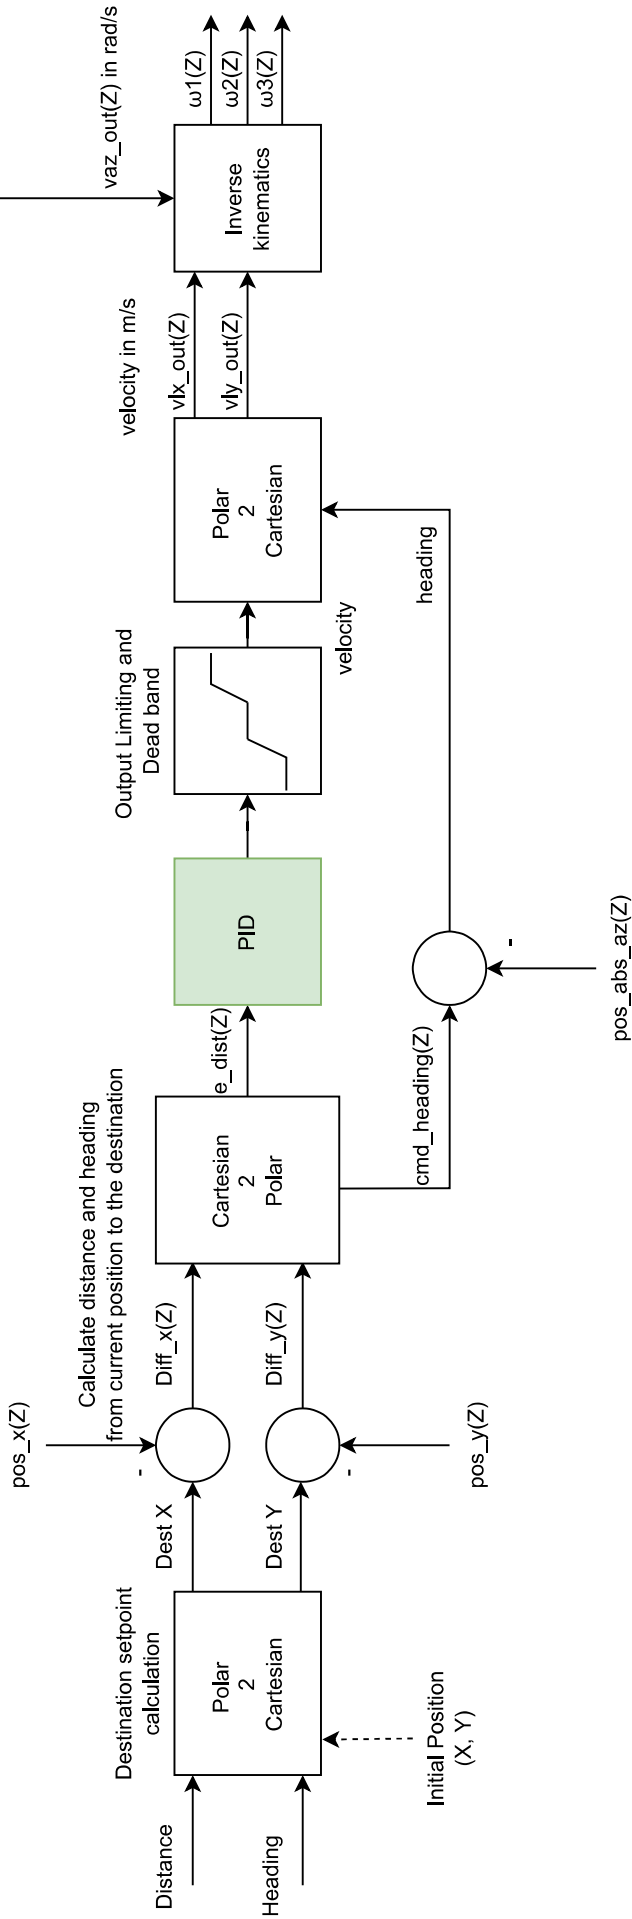 Distance
Heading
Destination setpoint
calculation
Polar
2
Cartesian
Initial Position
(X, Y)
Dest X
Dest Y
pos_x(Z)
-
pos_y(Z)
-
Calculate distance and heading
from current position to the destination
Diff_x(Z)
Diff_y(Z)
Cartesian
2
Polar
e_dist(Z)
cmd_heading(Z)
pos_abs_az(Z)
-
PID
Output Limiting and
Dead band
velocity
heading
Polar
2
Cartesian
velocity in m/s
vlx_out(Z)
vly_out(Z)
vaz_out(Z) in rad/s
Inverse
kinematics
ω1(Z)
ω2(Z)
ω3(Z)